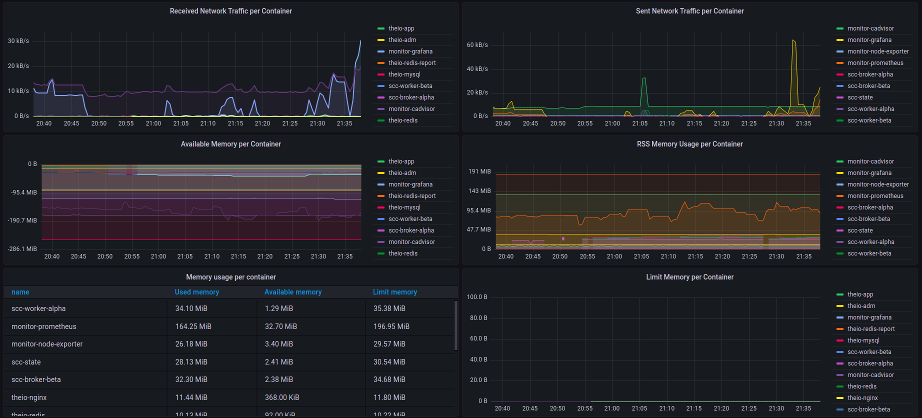 Received Network Traffic per Container
30 kB/s
20 kB/s
10 kB/s
0 B/s
20:40 20:45 20:50 20:55 21:00 21:05 21:10 21:15 21:20 21:25 21:30 21:35
theio-app
theio-adm
monitor-grafana
theio-redis-report
theio-mysql
scc-worker-beta
scc-broker-alpha
monitor-cadvisor
theio-redis
Sent Network Traffic per Container
60 kB/s
40 kB/s
20 kB/s
0 B/s
20:40 20:45 20:50 20:55 21:00 21:05 21:10 21:15 21:20 21:25 21:30 21:35
monitor-cadvisor
monitor-grafana
monitor-node-exporter
monitor-prometheus
scc-broker-alpha
scc-broker-beta
scc-state
scc-worker-alpha
scc-worker-beta
Available Memory per Container
0 B
-95.4 MiB
-190.7 MiB
-286.1 MiB
20:40 20:45 20:50 20:55 21:00 21:05 21:10 21:15 21:20 21:25 21:30 21:35
theio-app
theio-adm
monitor-grafana
theio-redis-report
theio-mysql
scc-worker-beta
scc-broker-alpha
monitor-cadvisor
theio-redis
RSS Memory Usage per Container
191 MiB
143 MiB
95.4 MiB
47.7 MiB
0 B
20:40 20:45 20:50 20:55 21:00 21:05 21:10 21:15 21:20 21:25 21:30 21:35
monitor-cadvisor
monitor-grafana
monitor-node-exporter
monitor-prometheus
scc-broker-alpha
scc-broker-beta
scc-state
scc-worker-alpha
scc-worker-beta
Memory usage per container
name Used memory Available memory Limit memory
scc-worker-alpha 34.10 MiB 1.29 MiB 35.38 MiB
monitor-prometheus 164.25 MiB 32.70 MiB 196.95 MiB
monitor-node-exporter 26.18 MiB 3.40 MiB 29.57 MiB
scc-state 28.13 MiB 2.41 MiB 30.54 MiB
scc-broker-beta 32.30 MiB 2.38 MiB 34.68 MiB
theio-nginx 11.44 MiB 368.00 KiB 11.80 MiB
theio-redis 10.13 MiB 92.00 KiB 10.22 MiB
Limit Memory per Container
100.0 B
80.0 B
60.0 B
40.0 B
20.0 B
0 B
20:40 20:45 20:50 20:55 21:00 21:05 21:10 21:15 21:20 21:25 21:30 21:35
theio-app
theio-adm
monitor-grafana
theio-redis-report
theio-mysql
scc-worker-beta
scc-broker-alpha
monitor-cadvisor
theio-redis
theio-nginx
scc-broker-beta